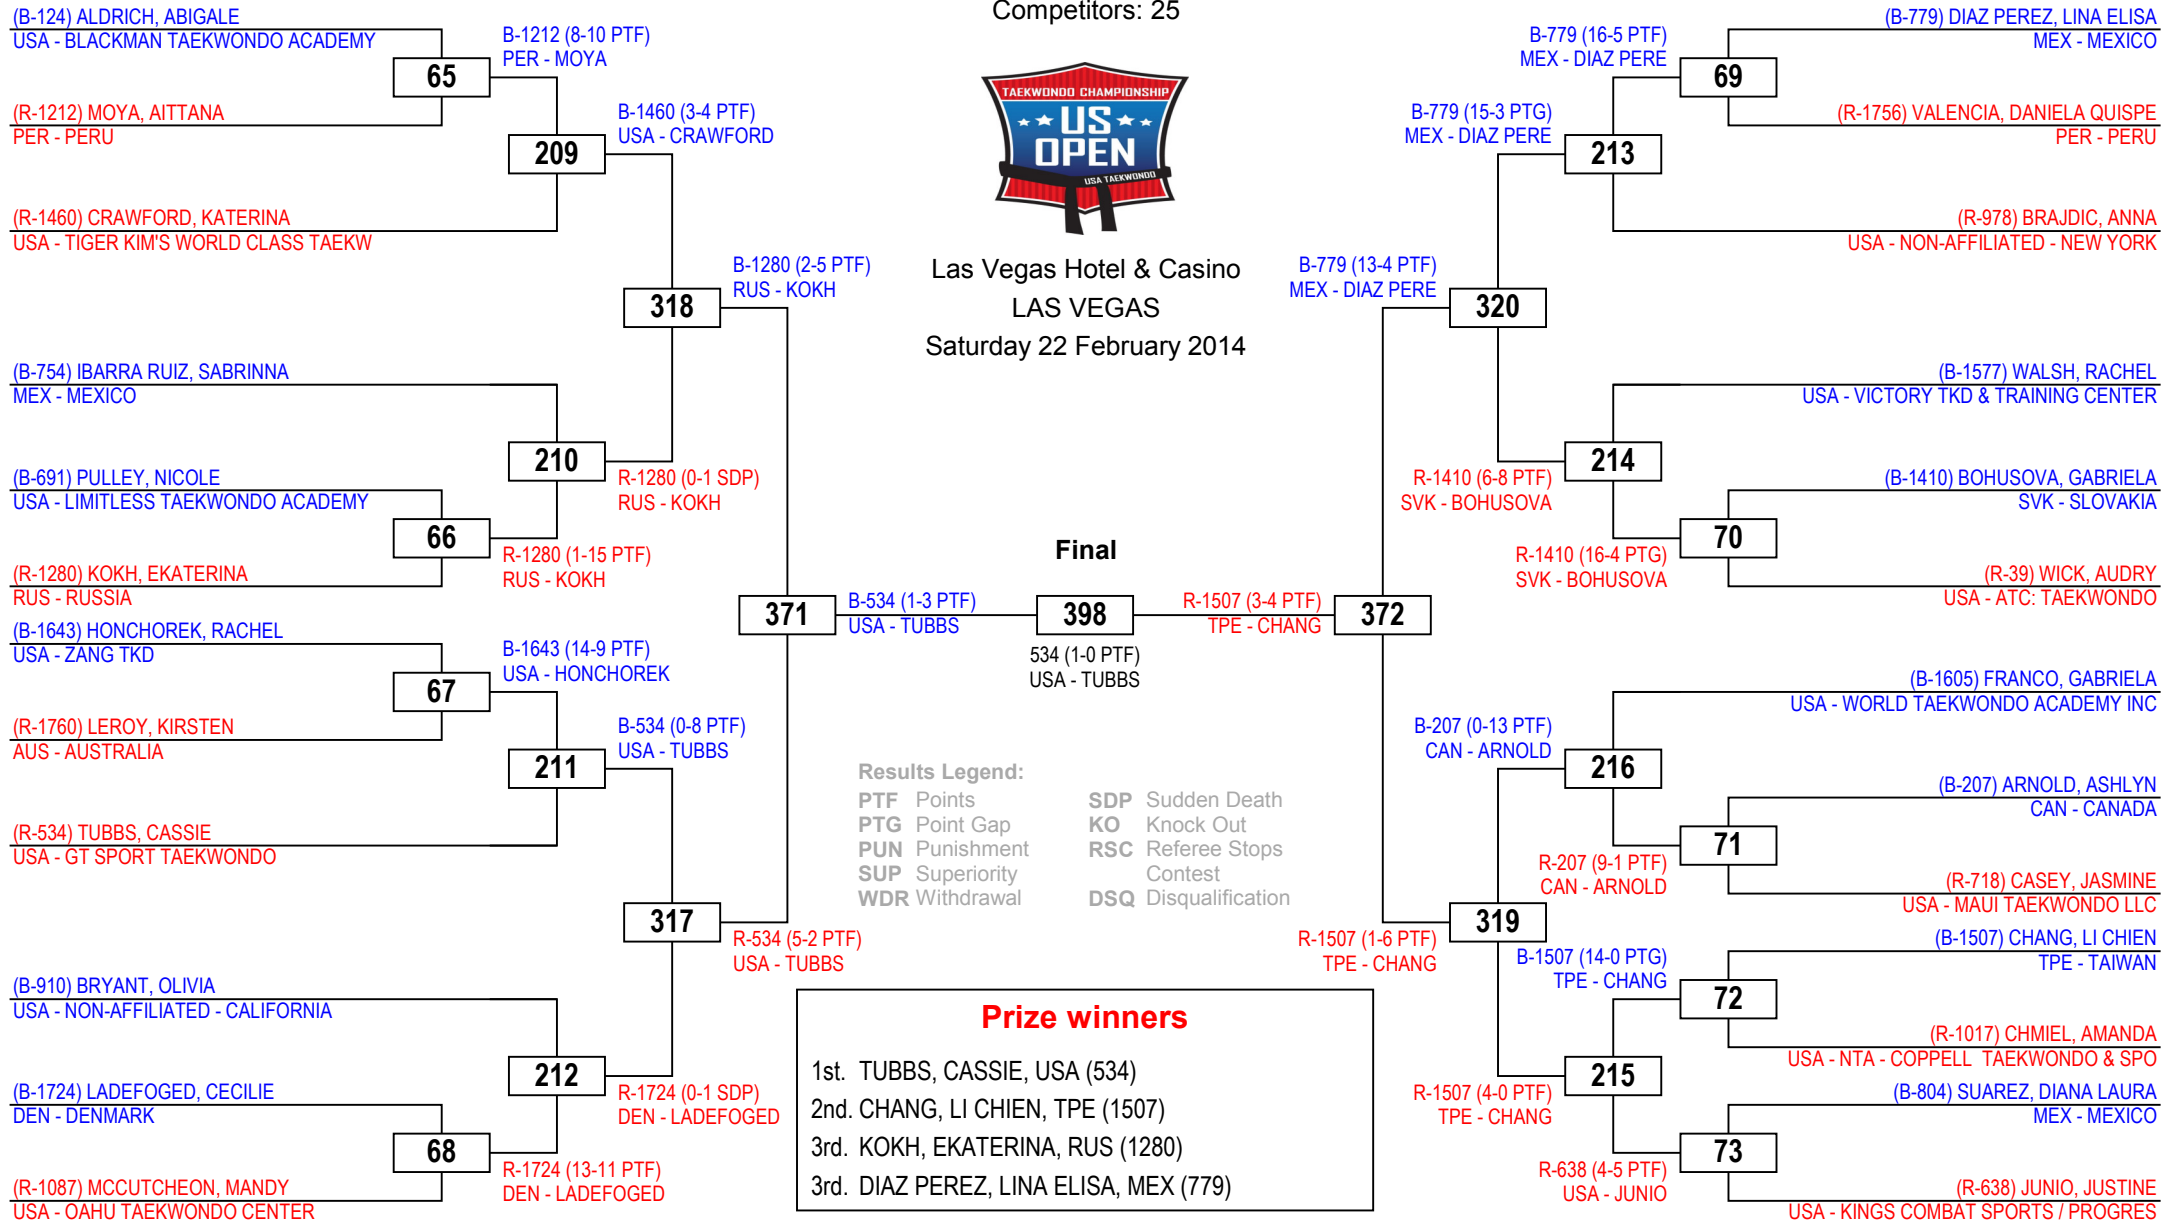 Competitors: 25
TAEKWONDO CHAMPIONSHIP
US
OPEN
USA TAEKWONDO
Las Vegas Hotel & Casino
LAS VEGAS
Saturday 22 February 2014
(B-124) ALDRICH, ABIGALE
USA - BLACKMAN TAEKWONDO ACADEMY
65
(R-1212) MOYA, AITTANA
PER - PERU
B-1212 (8-10 PTF)
PER - MOYA
209
(R-1460) CRAWFORD, KATERINA
USA - TIGER KIM'S WORLD CLASS TAEKW
B-1460 (3-4 PTF)
USA - CRAWFORD
318
B-1280 (2-5 PTF)
RUS - KOKH
(B-754) IBARRA RUIZ, SABRINNA
MEX - MEXICO
210
R-1280 (0-1 SDP)
RUS - KOKH
(B-691) PULLEY, NICOLE
USA - LIMITLESS TAEKWONDO ACADEMY
66
R-1280 (1-15 PTF)
RUS - KOKH
(R-1280) KOKH, EKATERINA
RUS - RUSSIA
371
B-534 (1-3 PTF)
USA - TUBBS
(B-1643) HONCHOREK, RACHEL
USA - ZANG TKD
67
B-1643 (14-9 PTF)
USA - HONCHOREK
(R-1760) LEROY, KIRSTEN
AUS - AUSTRALIA
211
B-534 (0-8 PTF)
USA - TUBBS
(R-534) TUBBS, CASSIE
USA - GT SPORT TAEKWONDO
317
R-534 (5-2 PTF)
USA - TUBBS
(B-910) BRYANT, OLIVIA
USA - NON-AFFILIATED - CALIFORNIA
212
R-1724 (0-1 SDP)
DEN - LADEFOGED
(B-1724) LADEFOGED, CECILIE
DEN - DENMARK
68
R-1724 (13-11 PTF)
DEN - LADEFOGED
(R-1087) MCCUTCHEON, MANDY
USA - OAHU TAEKWONDO CENTER
Final
398
534 (1-0 PTF)
USA - TUBBS
Results Legend:
PTF Points SDP Sudden Death
PTG Point Gap KO Knock Out
PUN Punishment RSC Referee Stops
SUP Superiority Contest
WDR Withdrawal DSQ Disqualification
Prize winners
1st. TUBBS, CASSIE, USA (534)
2nd. CHANG, LI CHIEN, TPE (1507)
3rd. KOKH, EKATERINA, RUS (1280)
3rd. DIAZ PEREZ, LINA ELISA, MEX (779)
(B-779) DIAZ PEREZ, LINA ELISA
MEX - MEXICO
B-779 (16-5 PTF)
MEX - DIAZ PERE
69
(R-1756) VALENCIA, DANIELA QUISPE
PER - PERU
B-779 (15-3 PTG)
MEX - DIAZ PERE
213
(R-978) BRAJDIC, ANNA
USA - NON-AFFILIATED - NEW YORK
B-779 (13-4 PTF)
MEX - DIAZ PERE
320
(B-1577) WALSH, RACHEL
USA - VICTORY TKD & TRAINING CENTER
214
R-1410 (6-8 PTF)
SVK - BOHUSOVA
(B-1410) BOHUSOVA, GABRIELA
SVK - SLOVAKIA
70
R-1410 (16-4 PTG)
SVK - BOHUSOVA
(R-39) WICK, AUDRY
USA - ATC: TAEKWONDO
R-1507 (3-4 PTF)
TPE - CHANG
372
(B-1605) FRANCO, GABRIELA
USA - WORLD TAEKWONDO ACADEMY INC
B-207 (0-13 PTF)
CAN - ARNOLD
216
(B-207) ARNOLD, ASHLYN
CAN - CANADA
71
R-207 (9-1 PTF)
CAN - ARNOLD
(R-718) CASEY, JASMINE
USA - MAUI TAEKWONDO LLC
319
R-1507 (1-6 PTF)
TPE - CHANG
(B-1507) CHANG, LI CHIEN
TPE - TAIWAN
B-1507 (14-0 PTG)
TPE - CHANG
72
(R-1017) CHMIEL, AMANDA
USA - NTA - COPPELL TAEKWONDO & SPO
215
R-1507 (4-0 PTF)
TPE - CHANG
(B-804) SUAREZ, DIANA LAURA
MEX - MEXICO
73
R-638 (4-5 PTF)
USA - JUNIO
(R-638) JUNIO, JUSTINE
USA - KINGS COMBAT SPORTS / PROGRES